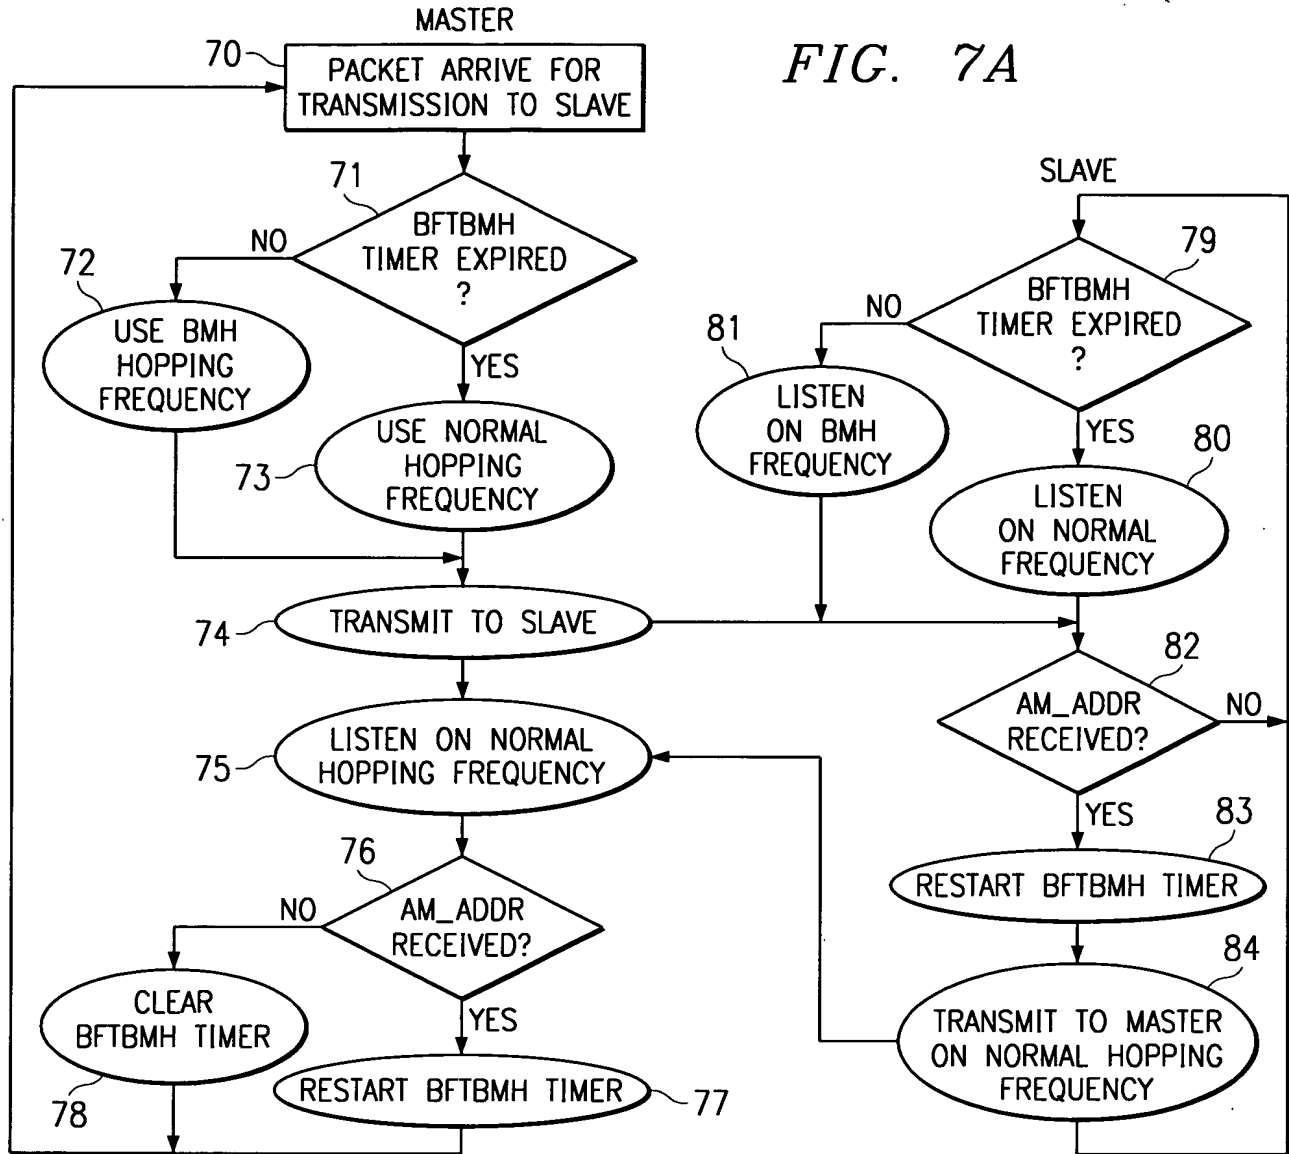 MASTER
FIG. 7A
70
PACKET ARRIVE FOR
TRANSMISSION TO SLAVE
71
BFTBMH
TIMER EXPIRED
?
NO
YES
72
USE BMH
HOPPING
FREQUENCY
73
USE NORMAL
HOPPING
FREQUENCY
74
TRANSMIT TO SLAVE
75
LISTEN ON NORMAL
HOPPING FREQUENCY
76
AM_ADDR
RECEIVED?
NO
YES
CLEAR
BFTBMH TIMER
78
RESTART BFTBMH TIMER
77
SLAVE
79
BFTBMH
TIMER EXPIRED
?
NO
YES
81
LISTEN
ON BMH
FREQUENCY
80
LISTEN
ON NORMAL
FREQUENCY
82
AM_ADDR
RECEIVED?
NO
YES
83
RESTART BFTBMH TIMER
84
TRANSMIT TO MASTER
ON NORMAL HOPPING
FREQUENCY